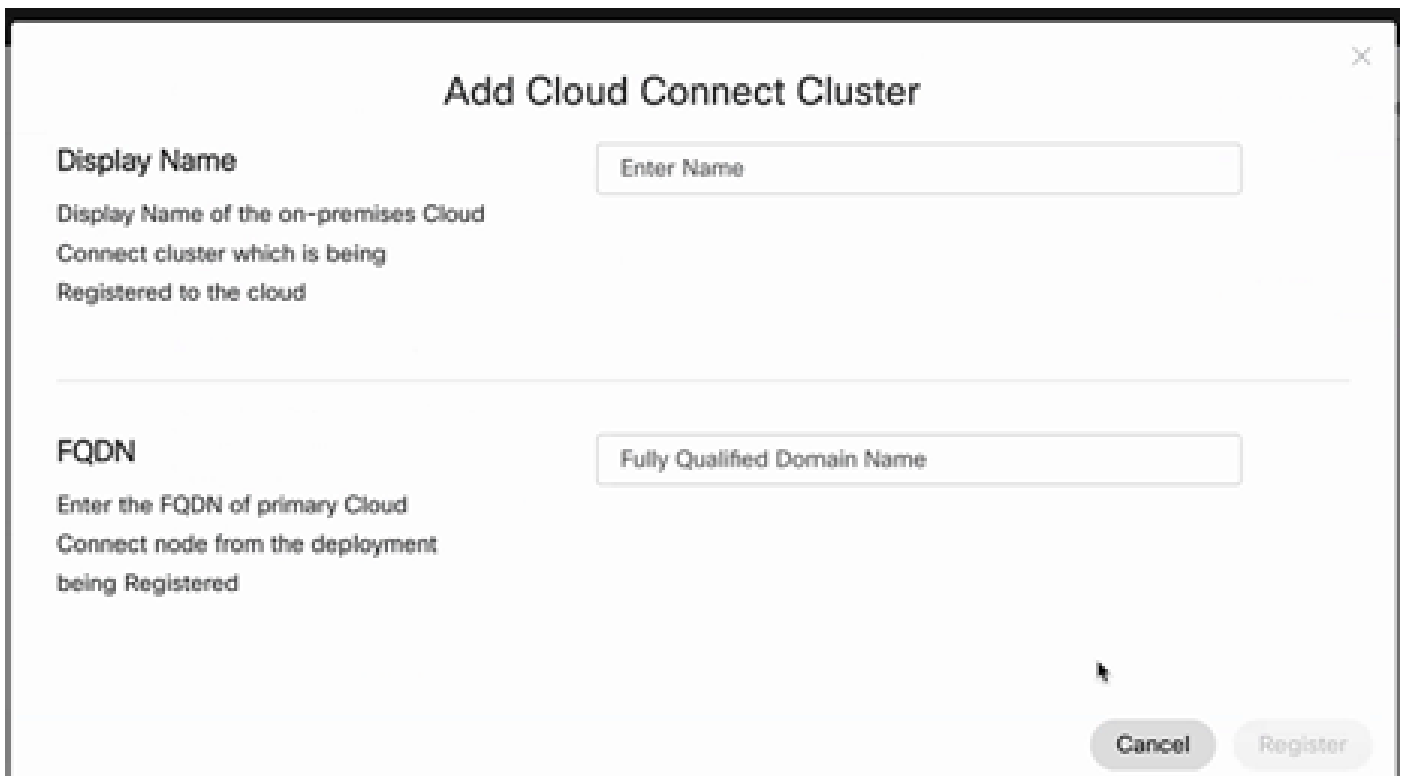 Add Cloud Connect Cluster
Display Name
Enter Name
Display Name of the on-premises Cloud
Connect cluster which is being
Registered to the cloud
FQDN
Fully Qualified Domain Name
Enter the FQDN of primary Cloud
Connect node from the deployment
being Registered
Cancel
Register